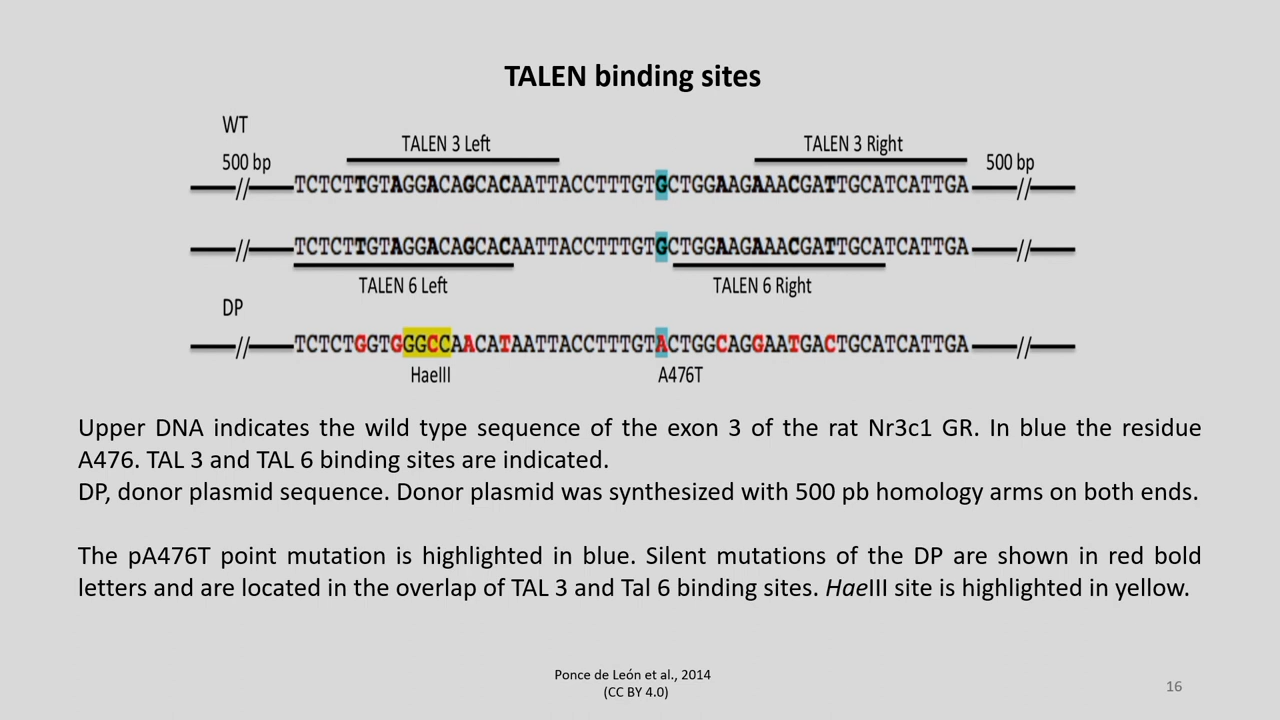 TALEN binding sites
WT
TALEN 3 Left
TALEN 3 Right
500 bp
500 bp
TCTCTTGTAGGACAGCACAATTACCTTTGTGCTGGAAGAAACGATTGCATCATTGA
//
//
TCTCTTGTAGGACAGCACAATTACCTTTGTGCTGGAAGAAACGATTGCATCATTGA
//
//
TALEN 6 Left
TALEN 6 Right
DP
TCTCTGGTGGGCCAACATAATTACCTTTGTACTGGCAGGAATGACTGCATCATTGA
//
//
HaeIII
A476T
Upper DNA indicates the wild type sequence of the exon 3 of the rat Nr3c1 GR. In blue the residue
A476. TAL 3 and TAL 6 binding sites are indicated.
DP, donor plasmid sequence. Donor plasmid was synthesized with 500 pb homology arms on both ends.
The pA476T point mutation is highlighted in blue. Silent mutations of the DP are shown in red bold
letters and are located in the overlap of TAL 3 and Tal 6 binding sites. HaeIII site is highlighted in yellow.
Ponce de León et al., 2014
(CC BY 4.0)
16